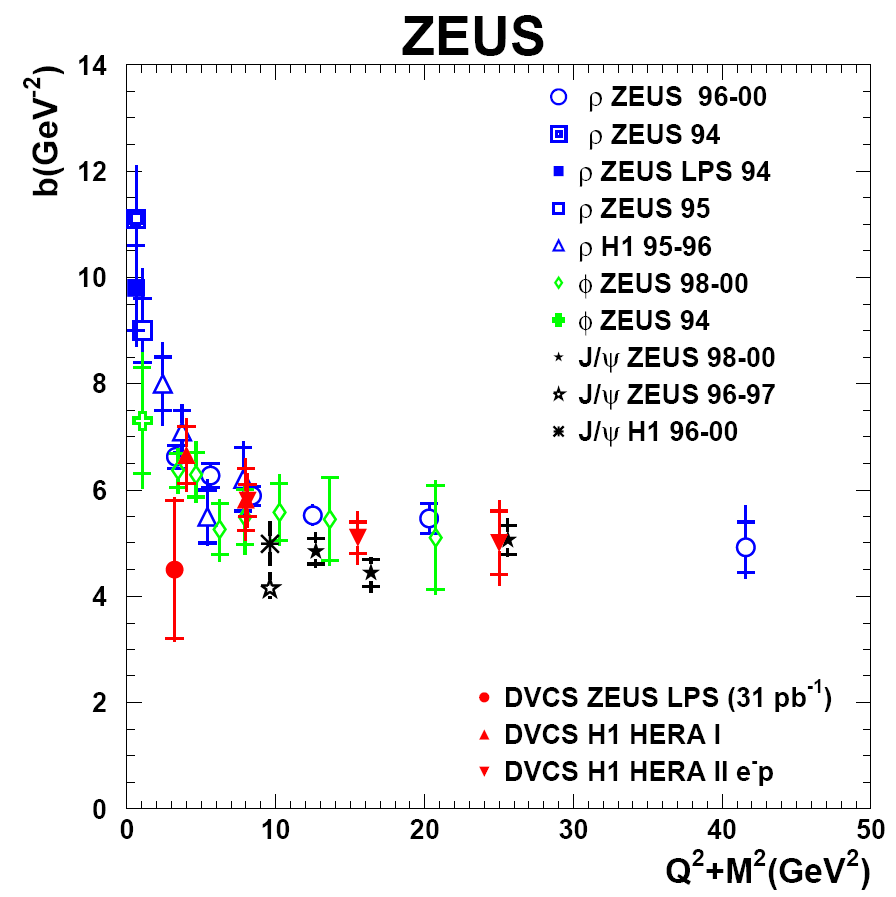 ZEUS
b(GeV⁻²)
14
12
10
8
6
4
2
0
ρ ZEUS 96-00
ρ ZEUS 94
ρ ZEUS LPS 94
ρ ZEUS 95
ρ H1 95-96
ϕ ZEUS 98-00
ϕ ZEUS 94
J/ψ ZEUS 98-00
J/ψ ZEUS 96-97
J/ψ H1 96-00
DVCS ZEUS LPS (31 pb⁻¹)
DVCS H1 HERA I
DVCS H1 HERA II e⁻p
0 10 20 30 40 50
Q²+M²(GeV²)